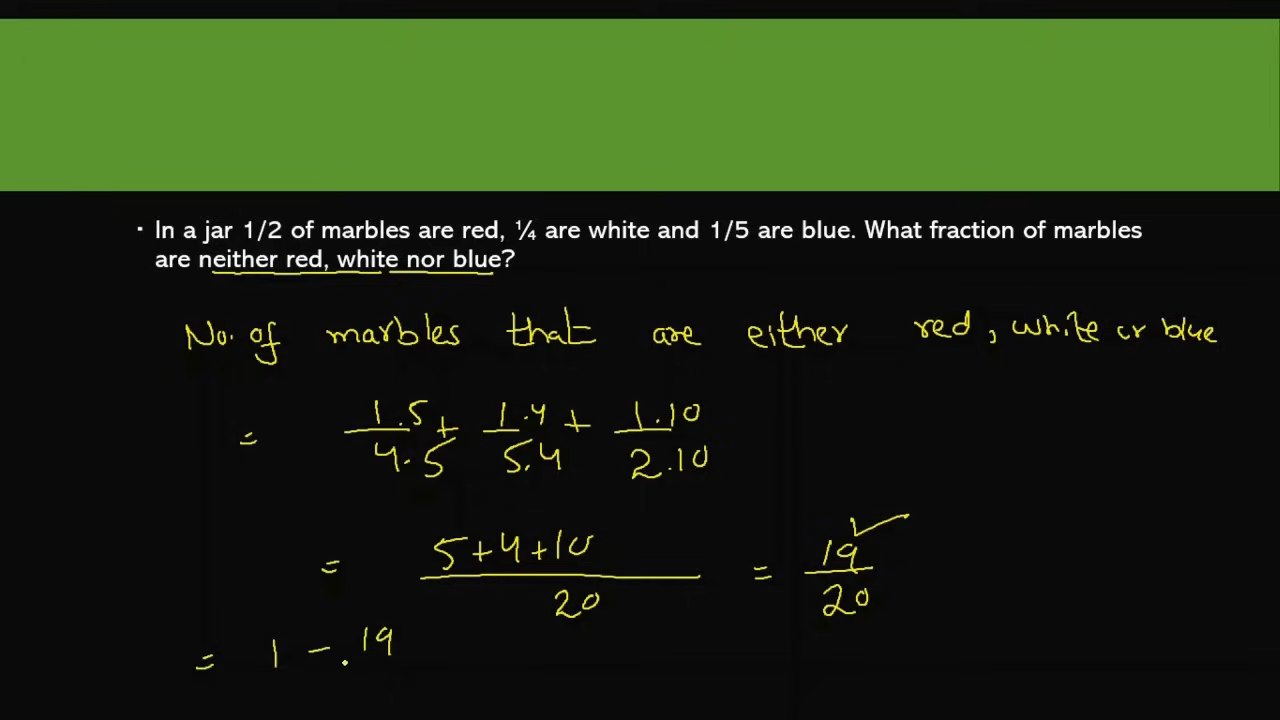 · In a jar 1/2 of marbles are red, ¼ are white and 1/5 are blue. What fraction of marbles
are neither red, white nor blue?
No. of marbles that are either red, white or blue
= 1.5/4.5 + 1.4/5.4 + 1.10/2.10
= 5+4+10/20 = 19/20 ✓
= 1 - .19